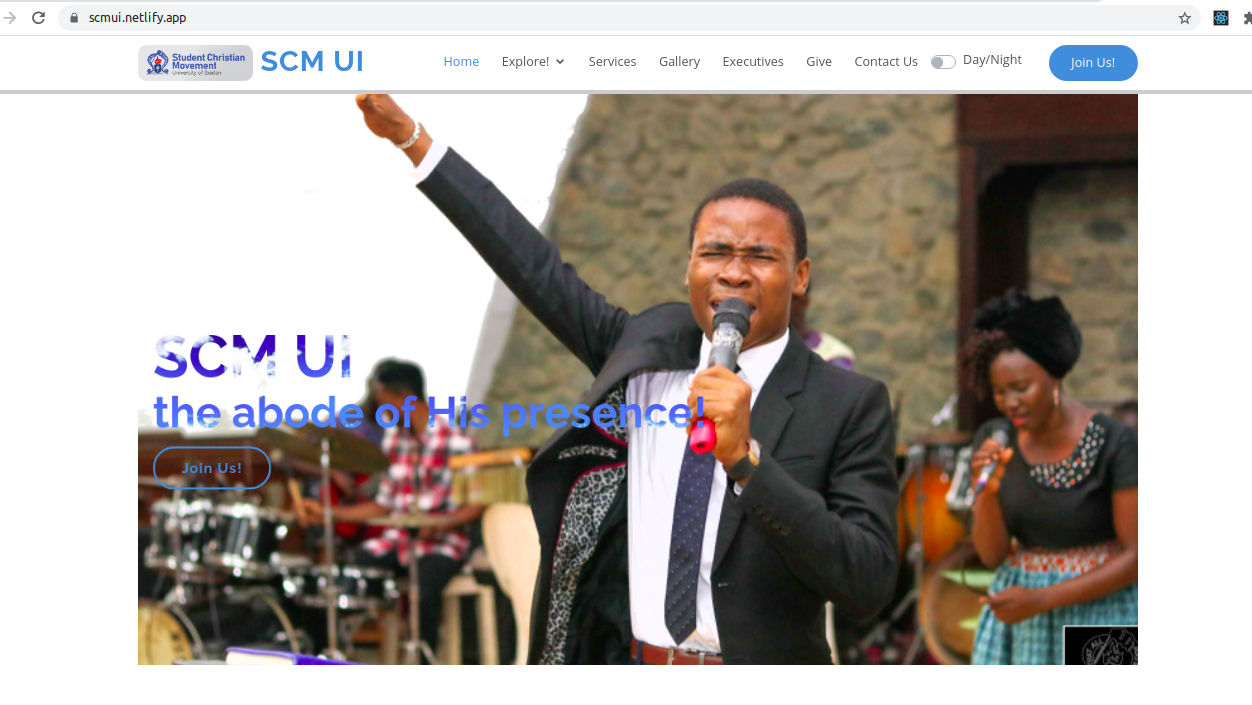 scmui.netlify.app
Student Christian
Movement
University of Ibadan
SCM UI
Home
Explore!
Services
Gallery
Executives
Give
Contact Us
Day/Night
Join Us!
SCM UI
the abode of His presence!
Join Us!